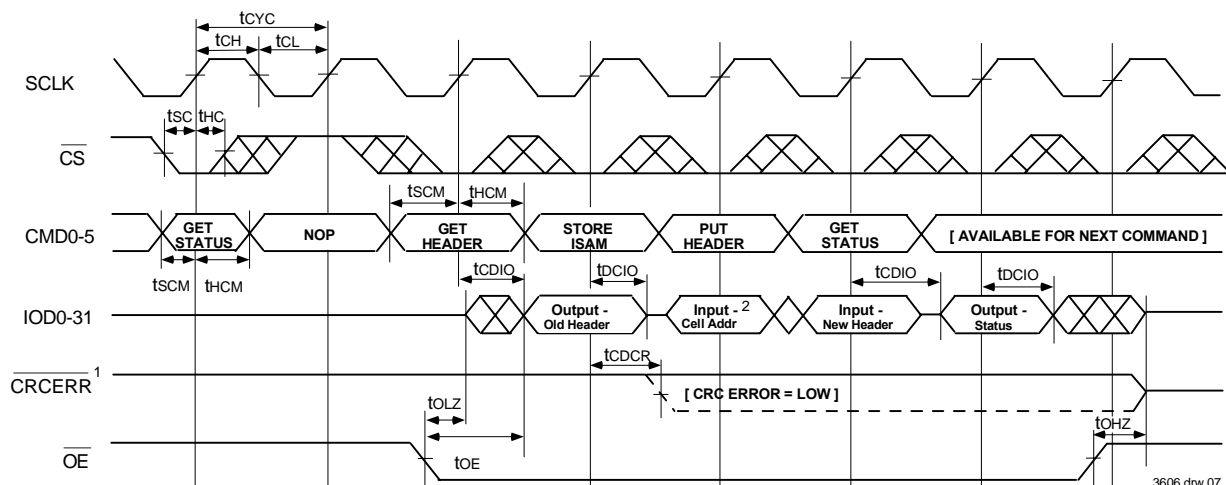 tCYC
tCH tCL
SCLK
tSC tHC
CS
tSCM tHCM
CMD0-5
GET STATUS
NOP
GET HEADER
STORE ISAM
PUT HEADER
GET STATUS
[ AVAILABLE FOR NEXT COMMAND ]
tSCM tHCM
tCDIO tDCIO tCDIO tDCIO
IOD0-31
Output - Old Header
Input - 2 Cell Addr
Input - New Header
Output - Status
tCDCR
CRCERR 1
[ CRC ERROR = LOW ]
tOLZ
tOHZ
tOE
OE
3606 drw 07